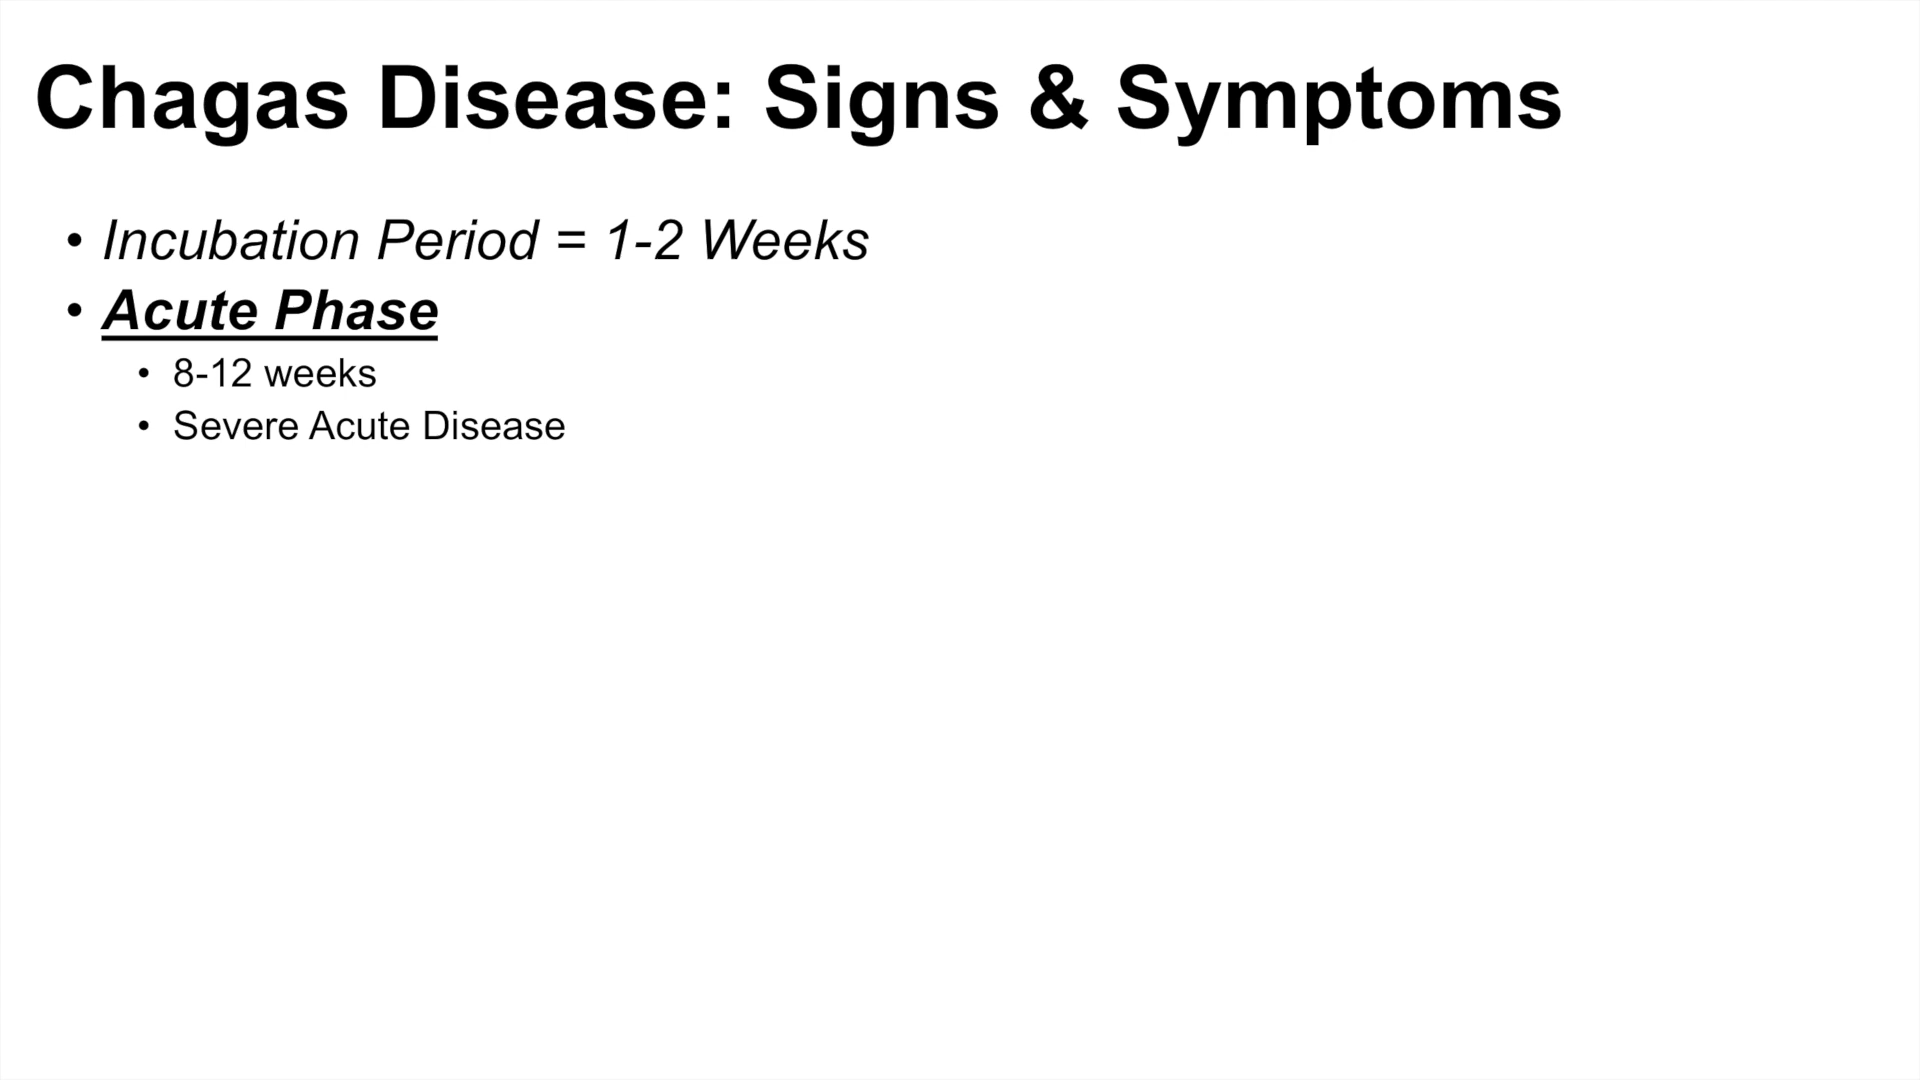 Chagas Disease: Signs & Symptoms
• Incubation Period = 1-2 Weeks
• Acute Phase
• 8-12 weeks
• Severe Acute Disease